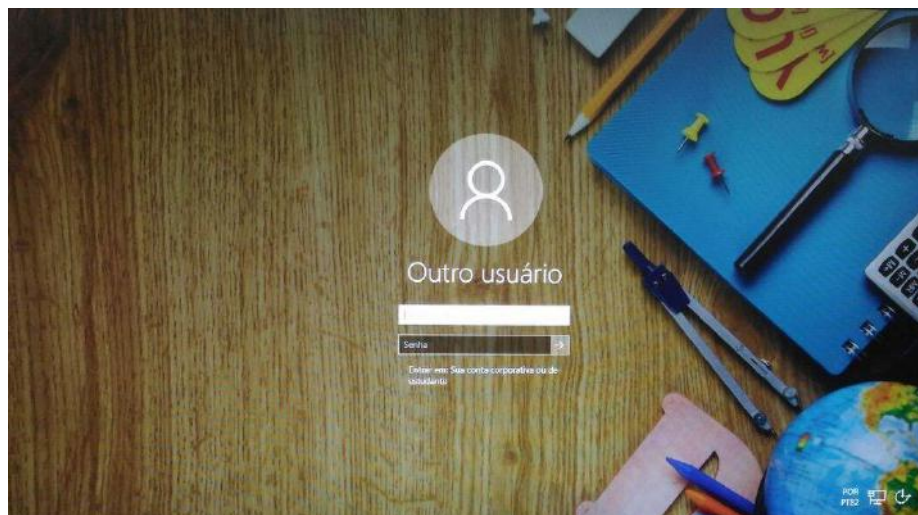 Outro usuário
Senha
Entrar em: Sua conta corporativa ou de
estudante
POR
PTB2